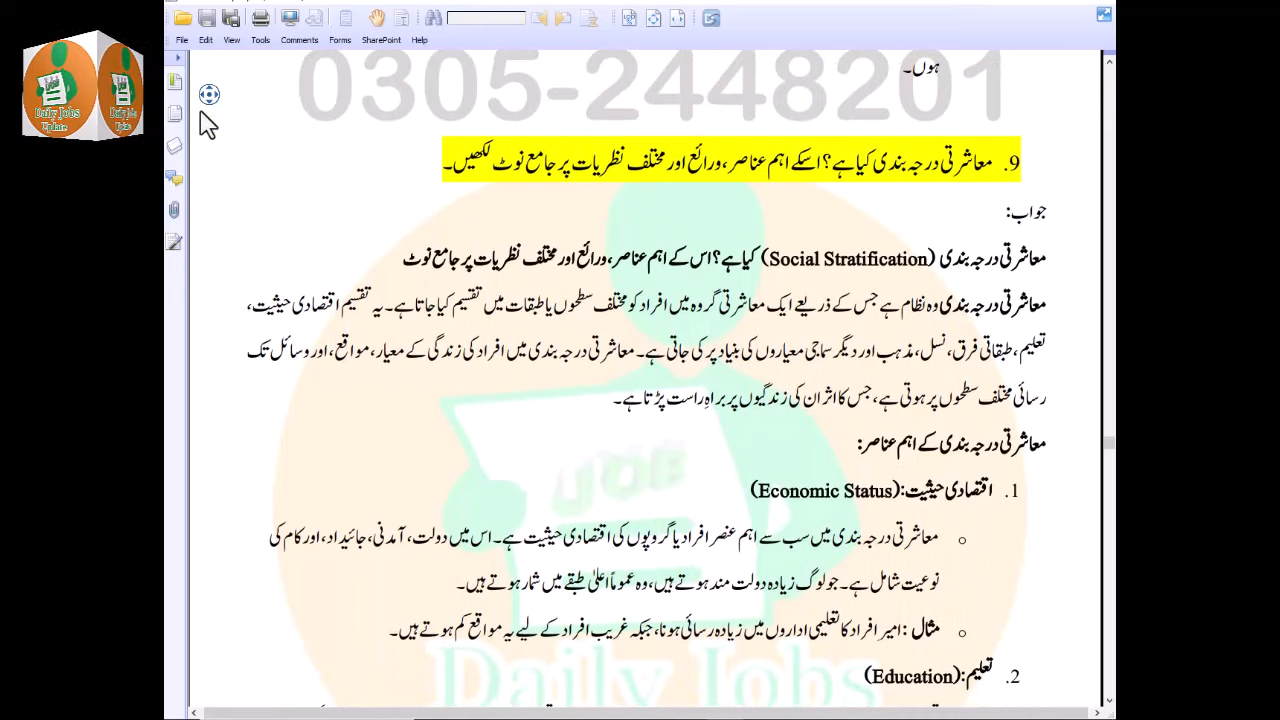 File Edit View Tools Comments Forms SharePoint Help
Daily Jobs
Update
0305-2448201
ہوں۔
9. معاشرتی درجہ بندی کیا ہے؟ اسکے اہم عناصر، ورائع اور مختلف نظریات پر جامع نوٹ لکھیں۔
جواب:
معاشرتی درجہ بندی (Social Stratification) کیا ہے؟ اس کے اہم عناصر، ورائع اور مختلف نظریات پر جامع نوٹ
معاشرتی درجہ بندی وہ نظام ہے جس کے ذریعے ایک معاشرتی گروہ میں افراد کو مختلف سطحوں یا طبقات میں تقسیم کیا جاتا ہے۔ یہ تقسیم اقتصادی حیثیت،
تعلیم، طبقاتی فرق، نسل، مذہب اور دیگر سماجی معیاروں کی بنیاد پر کی جاتی ہے۔ معاشرتی درجہ بندی میں افراد کی زندگی کے معیار، مواقع، اور وسائل تک
رسائی مختلف سطحوں پر ہوتی ہے، جس کا اثر ان کی زندگیوں پر براہِ راست پڑتا ہے۔
معاشرتی درجہ بندی کے اہم عناصر:
1. اقتصادی حیثیت: (Economic Status)
○ معاشرتی درجہ بندی میں سب سے اہم عنصر افراد یا گروپوں کی اقتصادی حیثیت ہے۔ اس میں دولت، آمدنی، جائیداد، اور کام کی
نوعیت شامل ہے۔ جو لوگ زیادہ دولت مند ہوتے ہیں، وہ عموماً اعلیٰ طبقے میں شمار ہوتے ہیں۔
○ مثال: امیر افراد کا تعلیمی اداروں میں زیادہ رسائی ہونا، جبکہ غریب افراد کے لیے یہ مواقع کم ہوتے ہیں۔
2. تعلیم: (Education)
JOB
Daily Jobs